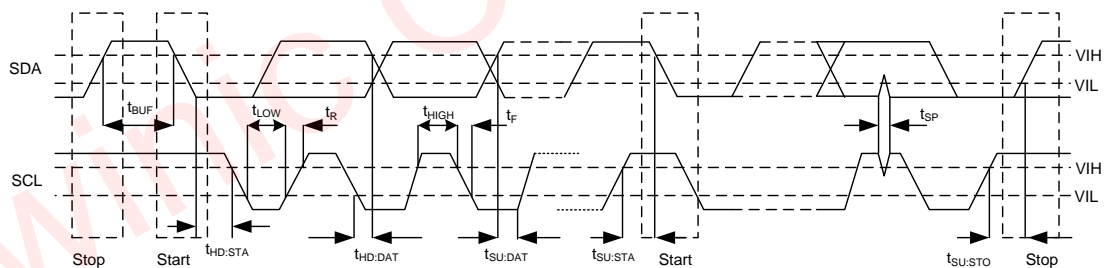 SDA
VIH
VIL
tBUF
tLOW
tR
tHIGH
tF
tSP
SCL
VIH
VIL
tHD:STA
tHD:DAT
tSU:DAT
tSU:STA
tSU:STO
Stop
Start
Start
Stop
winic